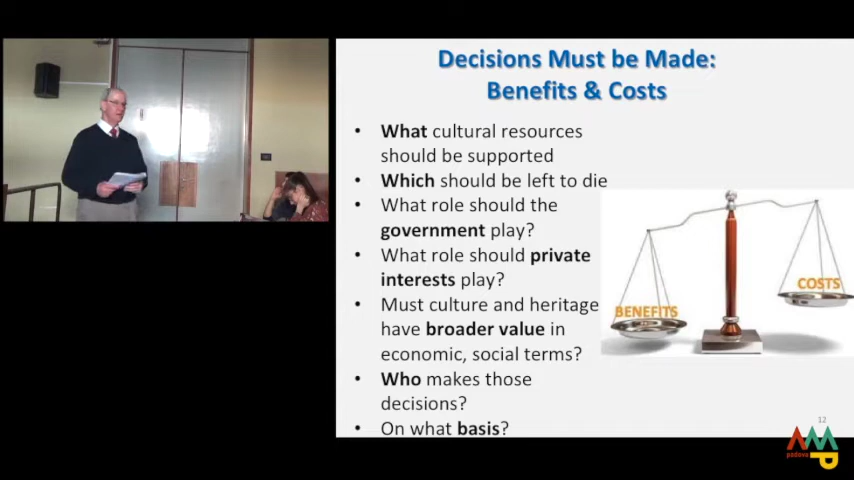 Decisions Must be Made:
Benefits & Costs
• What cultural resources
should be supported
• Which should be left to die
• What role should the
government play?
• What role should private
interests play?
• Must culture and heritage
have broader value in
economic, social terms?
• Who makes those
decisions?
• On what basis?
COSTS
BENEFITS
12
padova